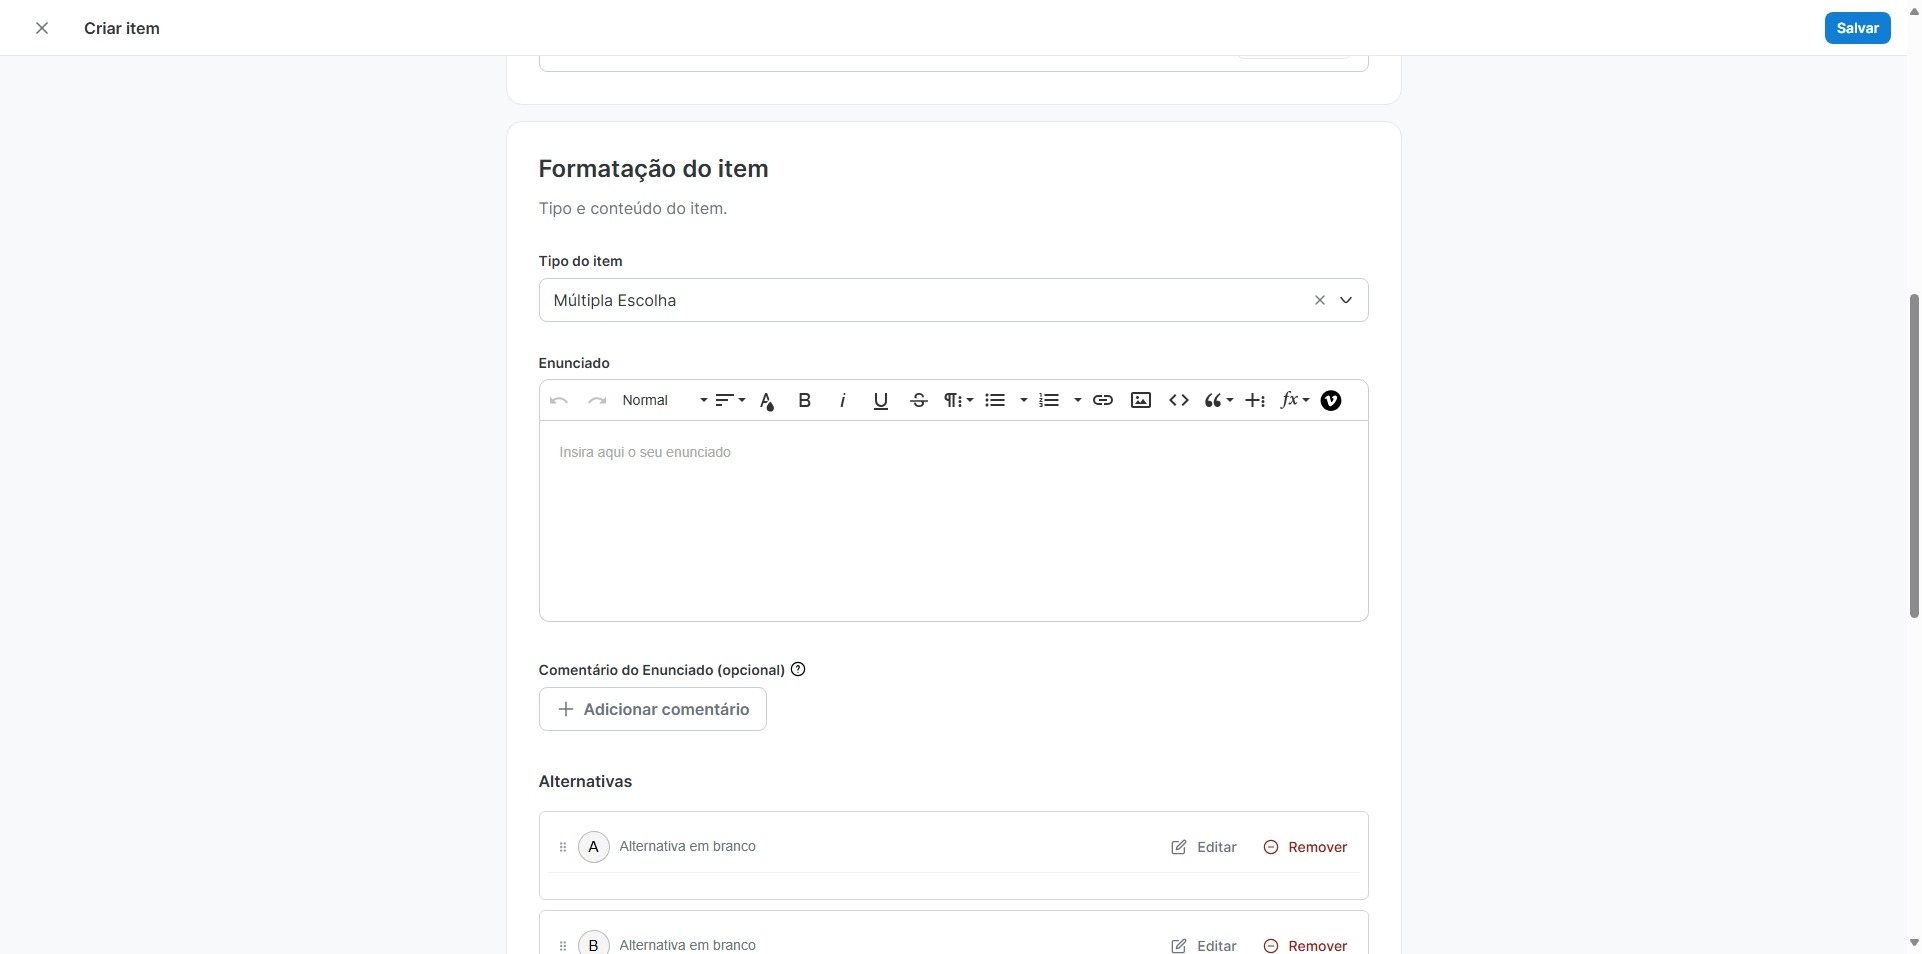 Criar item
Salvar
Formatação do item
Tipo e conteúdo do item.
Tipo do item
Múltipla Escolha
Enunciado
Normal
Insira aqui o seu enunciado
Comentário do Enunciado (opcional)
Adicionar comentário
Alternativas
A Alternativa em branco Editar Remover
B Alternativa em branco Editar Remover